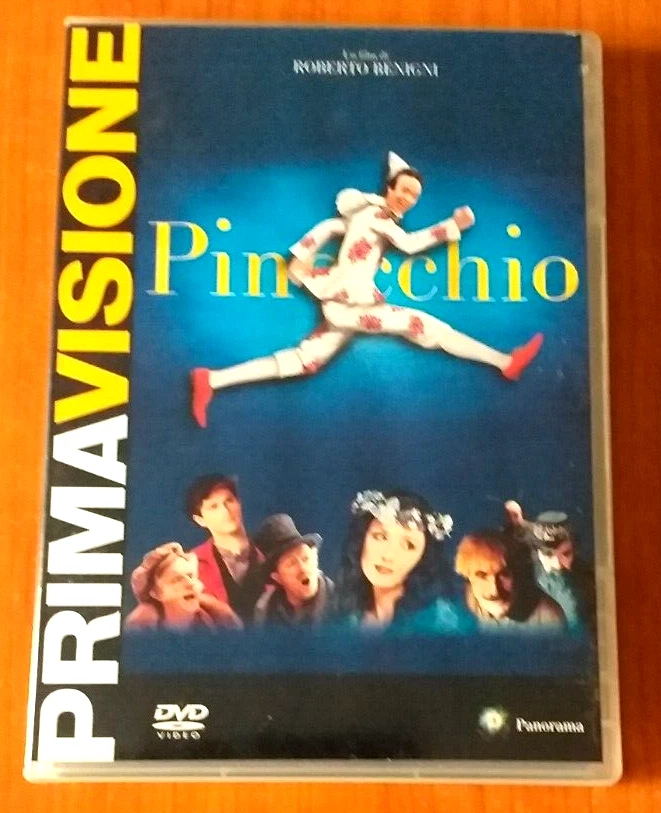 PRIMAVISIONE
Un film di
ROBERTO BENIGNI
Pinocchio
DVD
VIDEO
Panorama